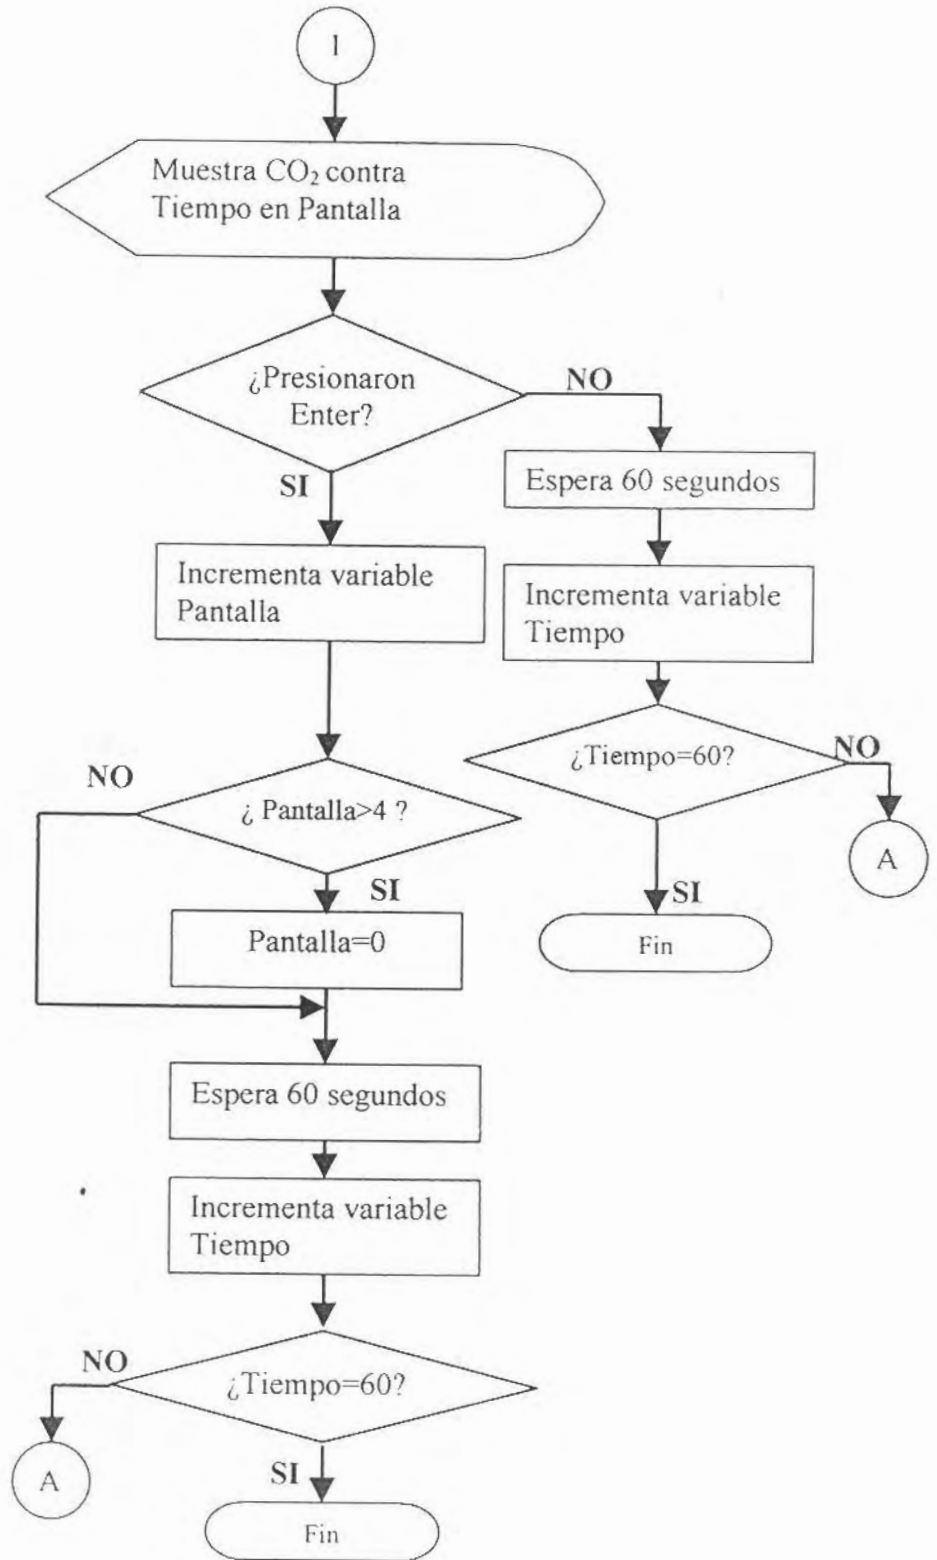 1
Muestra CO₂ contra
Tiempo en Pantalla
¿Presionaron
Enter?
NO
SI
Espera 60 segundos
Incrementa variable
Pantalla
Incrementa variable
Tiempo
¿Tiempo=60?
NO
A
SI
Fin
NO
¿ Pantalla>4 ?
SI
Pantalla=0
Espera 60 segundos
Incrementa variable
Tiempo
NO
¿Tiempo=60?
A
SI
Fin